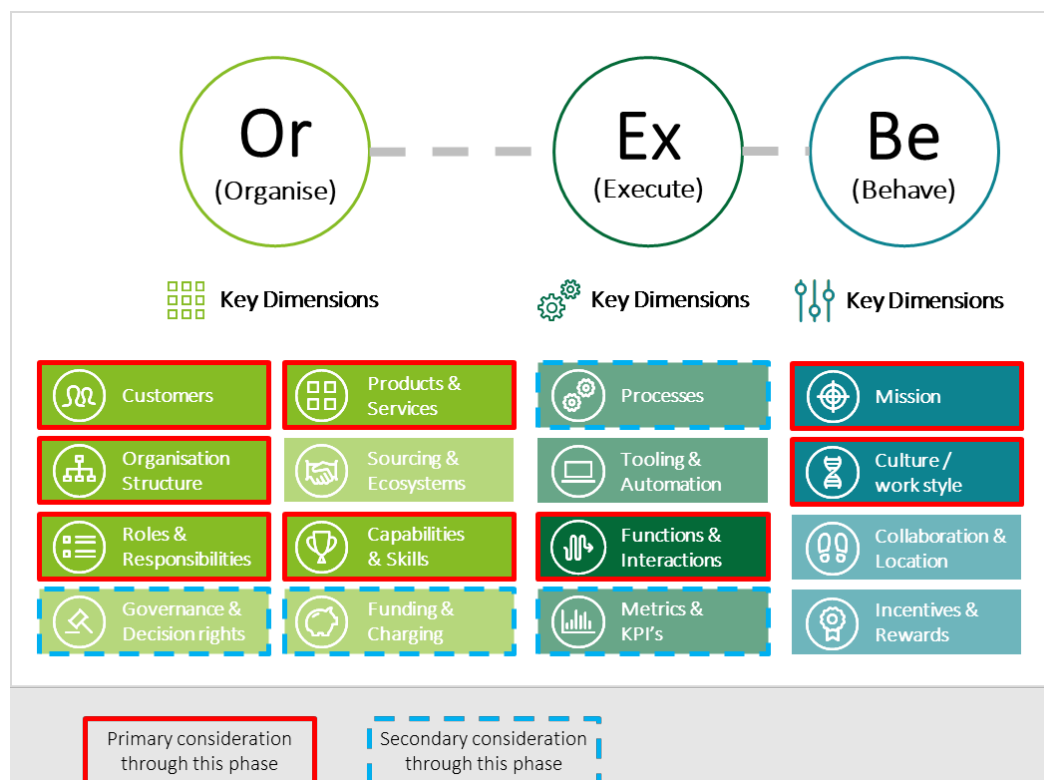 Or
(Organise)
Ex
(Execute)
Be
(Behave)
Key Dimensions
Key Dimensions
Key Dimensions
Customers
Products &
Services
Processes
Mission
Organisation
Structure
Sourcing &
Ecosystems
Tooling &
Automation
Culture /
work style
Roles &
Responsibilities
Capabilities
& Skills
Functions &
Interactions
Collaboration &
Location
Governance &
Decision rights
Funding &
Charging
Metrics &
KPI's
Incentives &
Rewards
Primary consideration
through this phase
Secondary consideration
through this phase